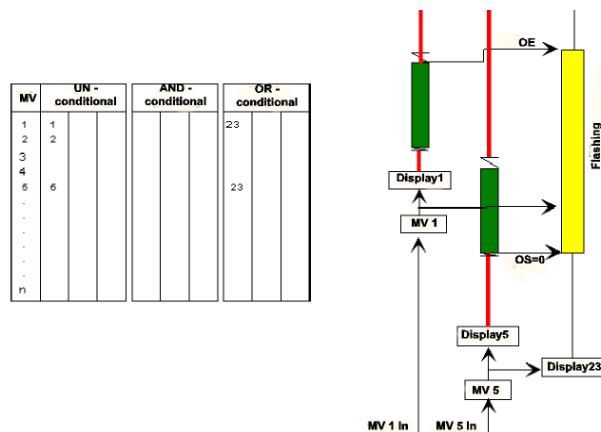 MV
UN -
conditional
AND -
conditional
OR -
conditional
1 1 23
2 2
3
4
5 5 23
.
.
.
.
.
.
n
OE
Flashing
Display1
MV 1
OS=0
Display5
Display23
MV 5
MV 1 In MV 5 In